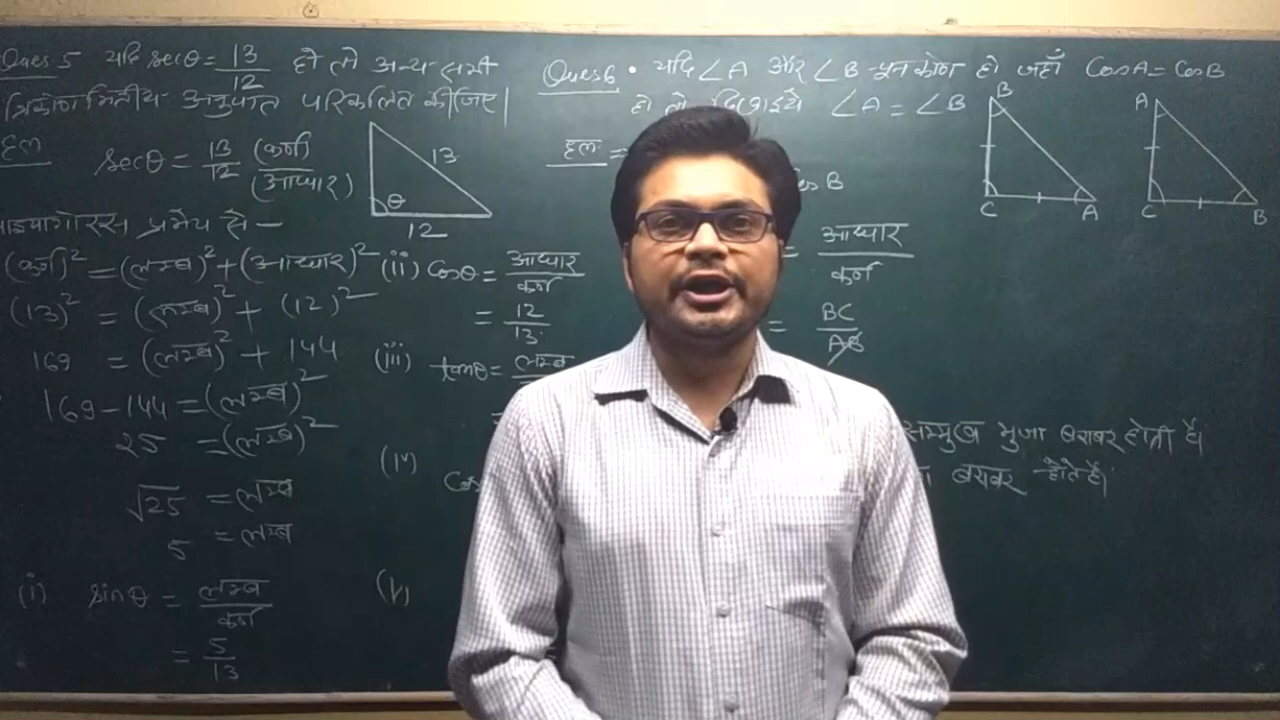 Ques 5 यदि secθ = 13/12 हो तो अन्य सभी
त्रिकोणमितीय अनुपात परिकलित कीजिए|
हल
secθ = 13/12 (कर्ण)/(आधार)
13
θ
12
पाइथागोरस प्रमेय से –
(कर्ण)² = (लम्ब)² + (आधार)²
(13)² = (लम्ब)² + (12)²
169 = (लम्ब)² + 144
169 – 144 = (लम्ब)²
25 = (लम्ब)²
√25 = लम्ब
5 = लम्ब
(i) sinθ = लम्ब/कर्ण
= 5/13
(ii) cosθ = आधार/कर्ण
= 12/13
(iii) tanθ = लम्ब
=
(iv)
(v)
Ques 6 • यदि ∠A और ∠B न्यून कोण हो जहाँ CosA = CosB
हो तो दिखाइये ∠A = ∠B
हल =
B
C A
A
C B
os B
= आधार/कर्ण
= BC/AB
सम्मुख भुजा बराबर होती है।
बराबर होते है।